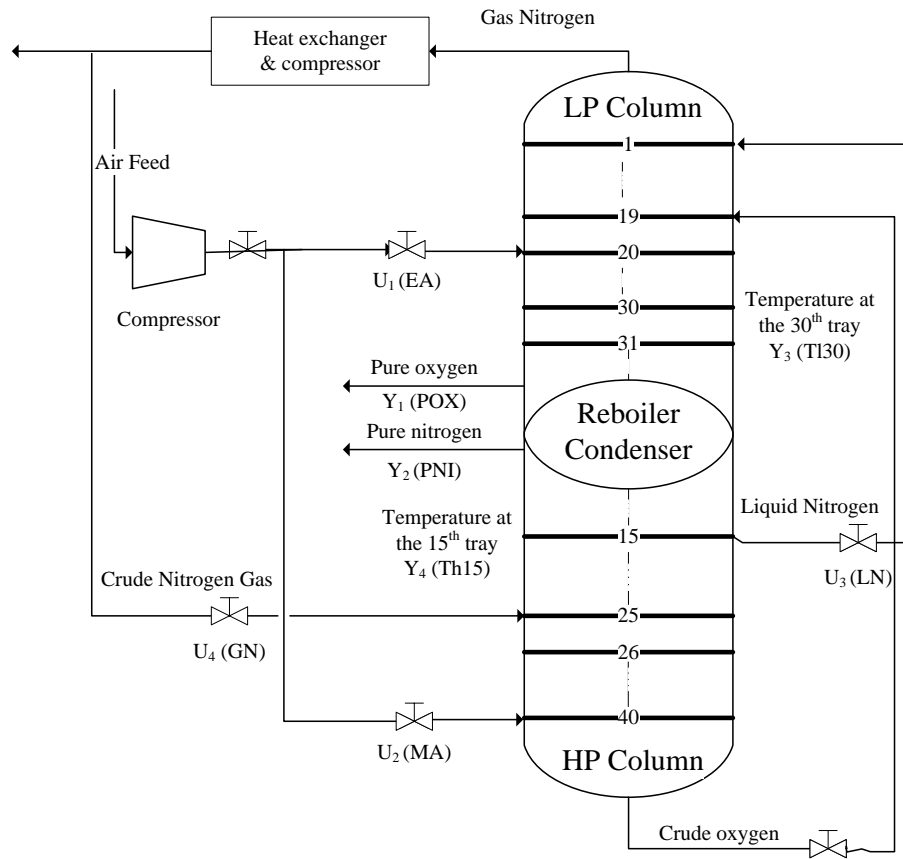 Gas Nitrogen
Heat exchanger
& compressor
LP Column
1
Air Feed
19
20
U1 (EA)
30
Temperature at
the 30th tray
Y3 (Tl30)
Compressor
31
Pure oxygen
Y1 (POX)
Reboiler
Condenser
Pure nitrogen
Y2 (PNI)
Liquid Nitrogen
Temperature at
the 15th tray
Y4 (Th15)
15
U3 (LN)
Crude Nitrogen Gas
25
U4 (GN)
26
40
U2 (MA)
HP Column
Crude oxygen